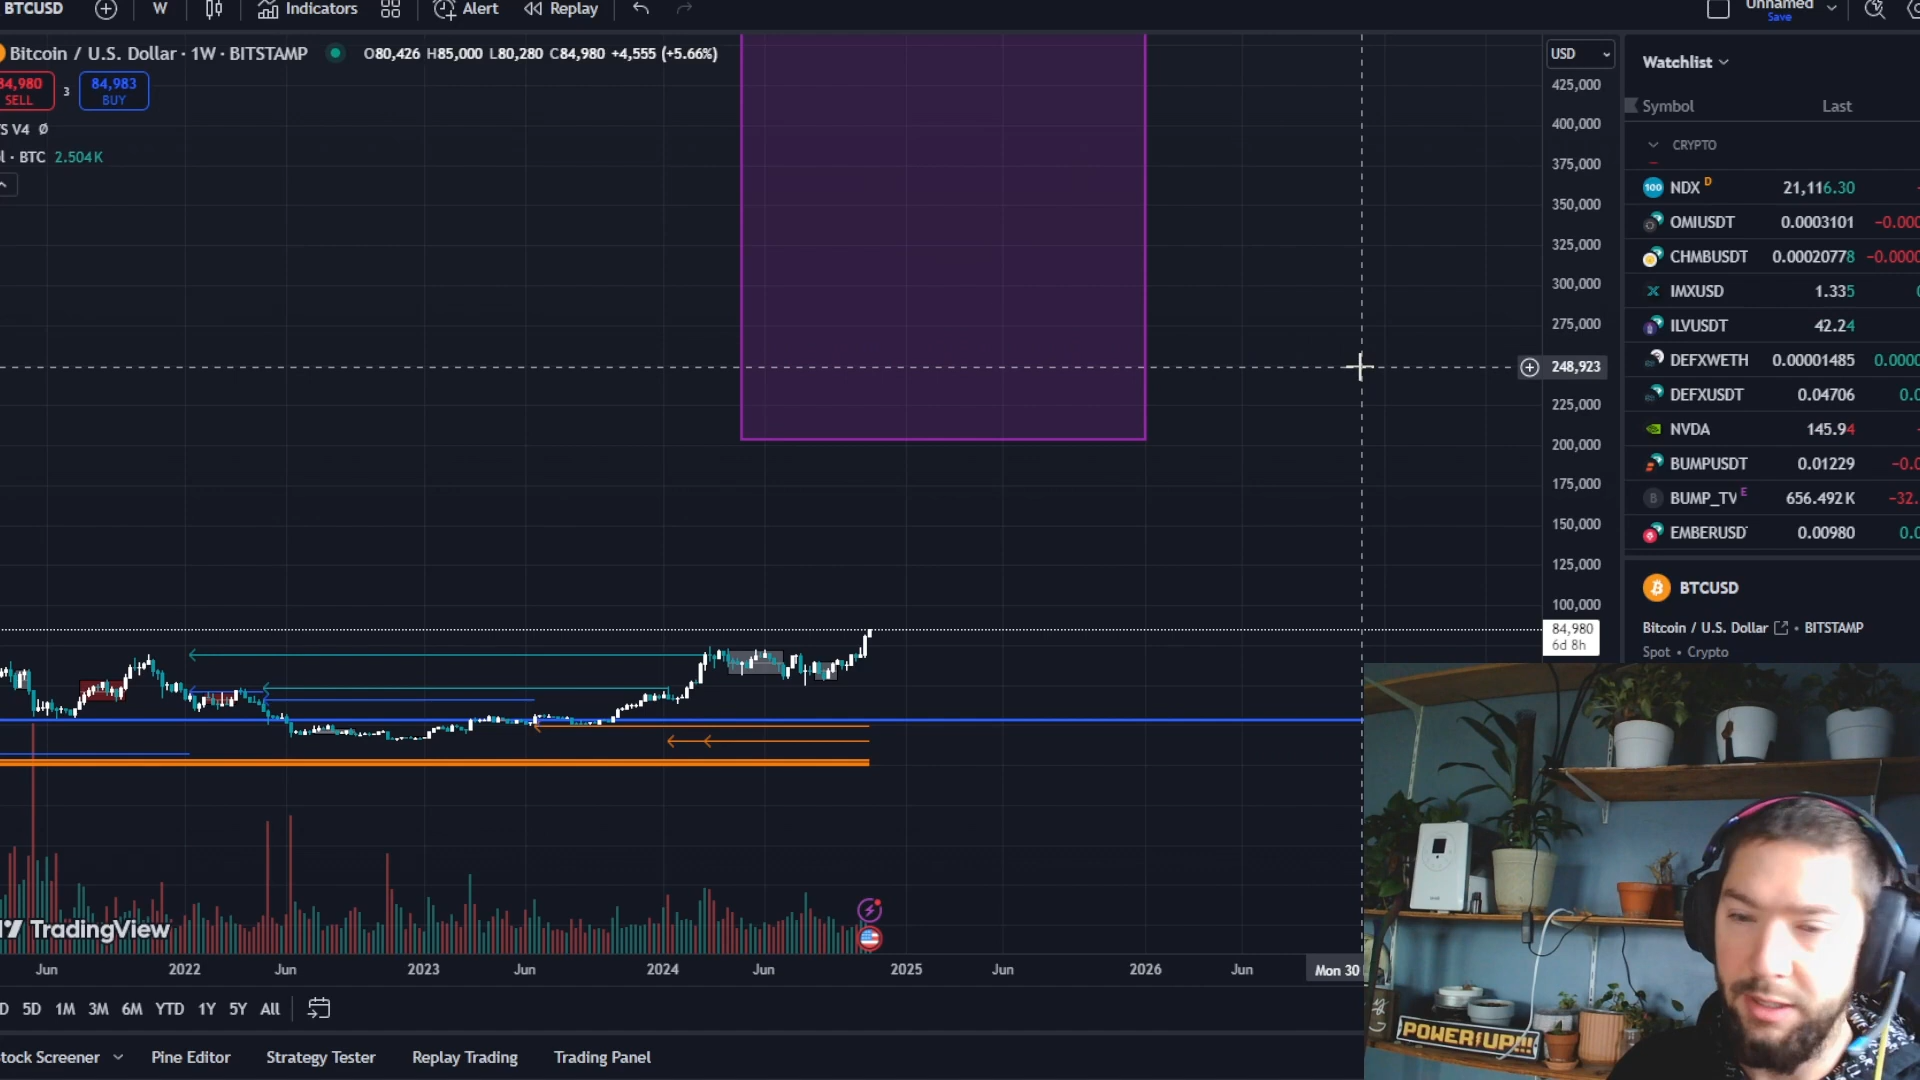 BTCUSD W Indicators Alert Replay Unnamed
Save
Bitcoin / U.S. Dollar · 1W · BITSTAMP O80,426 H85,000 L80,280 C84,980 +4,555 (+5.66%)
84,980 3 84,983
SELL BUY
S V4 Ø
l · BTC 2.504K
USD
425,000
400,000
375,000
350,000
325,000
300,000
275,000
248,923
225,000
200,000
175,000
150,000
125,000
100,000
84,980
6d 8h
Watchlist
Symbol Last
CRYPTO
100 NDX D 21,116.30
OMIUSDT 0.0003101 −0.000
CHMBUSDT 0.00020778 −0.0000
IMXUSD 1.335 0
ILVUSDT 42.24
DEFXWETH 0.00001485 0.0000
DEFXUSDT 0.04706 0.0
NVDA 145.94
BUMPUSDT 0.01229 −0.0
B BUMP_TV E 656.492K −32.
EMBERUSD 0.00980 0.0
BTCUSD
Bitcoin / U.S. Dollar • BITSTAMP
Spot • Crypto
TradingView
Jun 2022 Jun 2023 Jun 2024 Jun 2025 Jun 2026 Jun Mon 30
D 5D 1M 3M 6M YTD 1Y 5Y All
tock Screener Pine Editor Strategy Tester Replay Trading Trading Panel
POWER UP!!!